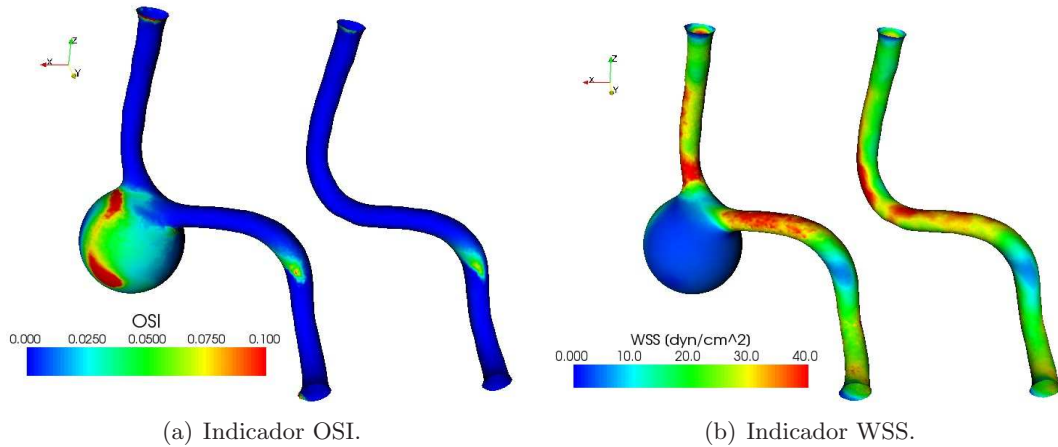 Z
X
Y
OSI
0.000 0.0250 0.0500 0.0750 0.100
(a) Indicador OSI.
Z
X
Y
WSS [dyn/cm^2]
0.000 10.0 20.0 30.0 40.0
(b) Indicador WSS.